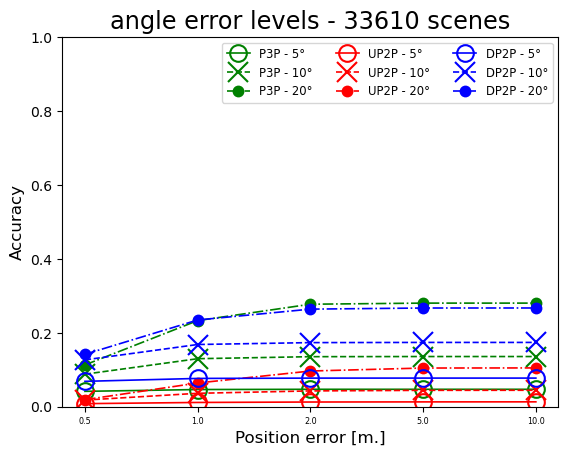 angle error levels - 33610 scenes
1.0
0.8
0.6
0.4
0.2
0.0
Accuracy
P3P - 5° UP2P - 5° DP2P - 5°
P3P - 10° UP2P - 10° DP2P - 10°
P3P - 20° UP2P - 20° DP2P - 20°
0.5 1.0 2.0 5.0 10.0
Position error [m.]